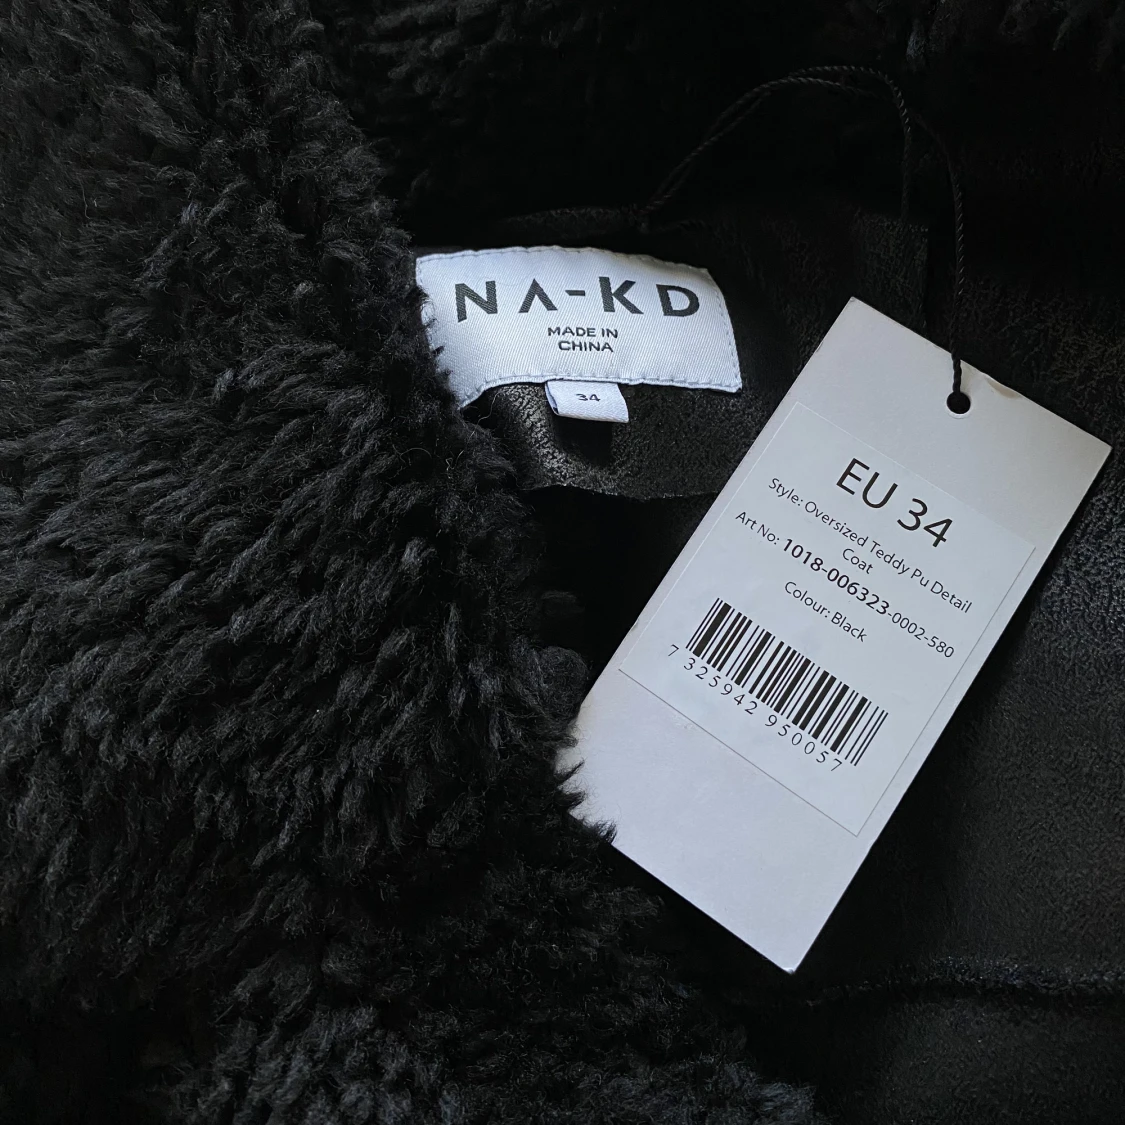 NA-KD
MADE IN
CHINA
34
EU 34
Style: Oversized Teddy Pu Detail
Coat
Art No: 1018-006323-0002-580
Colour: Black
7 325942 950057